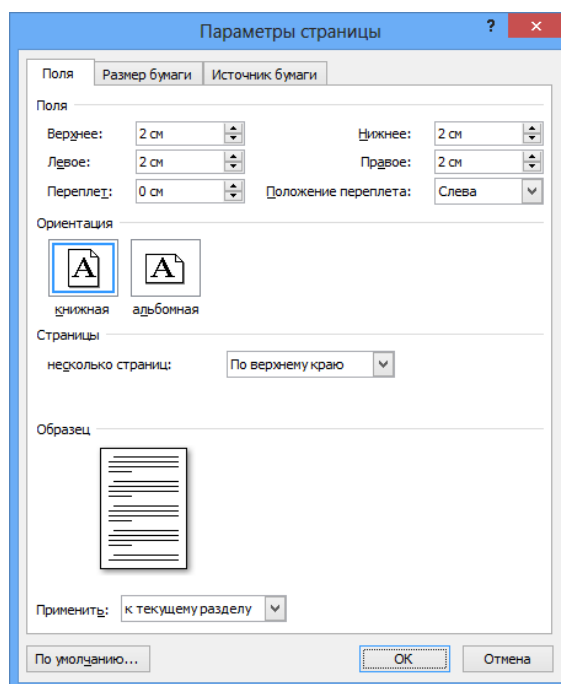 Параметры страницы ?
Поля Размер бумаги Источник бумаги
Поля
Верхнее: 2 см Нижнее: 2 см
Левое: 2 см Правое: 2 см
Переплет: 0 см Положение переплета: Слева
Ориентация
A A
книжная альбомная
Страницы
несколько страниц: По верхнему краю
Образец
Применить: к текущему разделу
По умолчанию... ОК Отмена